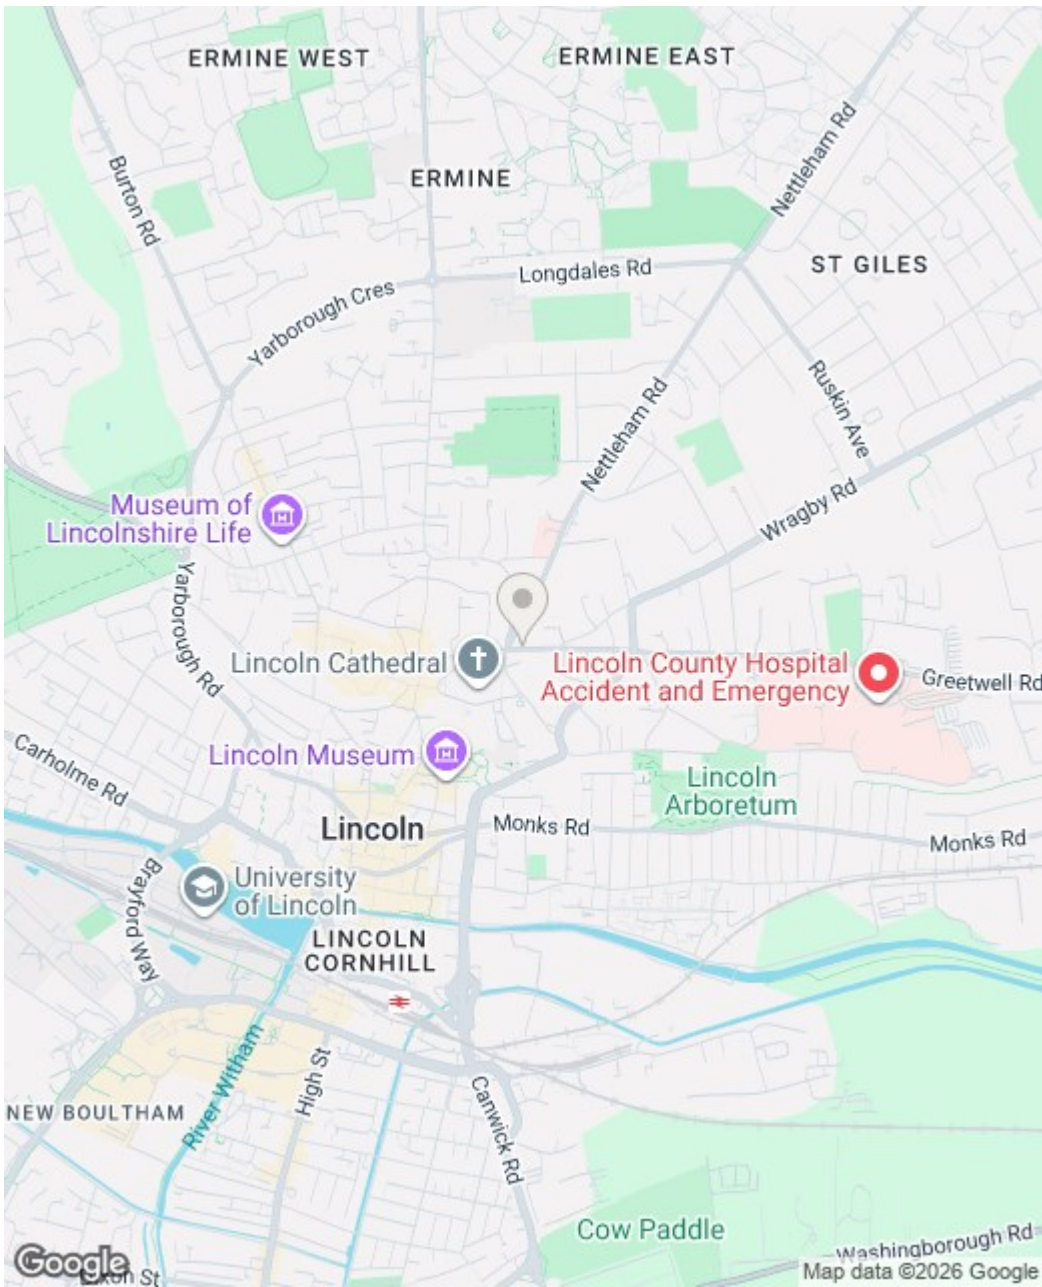 ERMINE WEST
ERMINE EAST
Nettleham Rd
Burton Rd
ERMINE
ST GILES
Longdales Rd
Yarborough Cres
Ruskin Ave
Nettleham Rd
Museum of
Lincolnshire Life
Wragby Rd
Yarborough Rd
Lincoln Cathedral
Lincoln County Hospital
Accident and Emergency
Greetwell Rd
Lincoln Museum
Carholme Rd
Lincoln
Arboretum
Lincoln
Monks Rd
Monks Rd
Brayford Way
University
of Lincoln
LINCOLN
CORNHILL
River Witham
High St
NEW BOULTHAM
Canwick Rd
Cow Paddle
Washingborough Rd
Google
Map data ©2026 Google